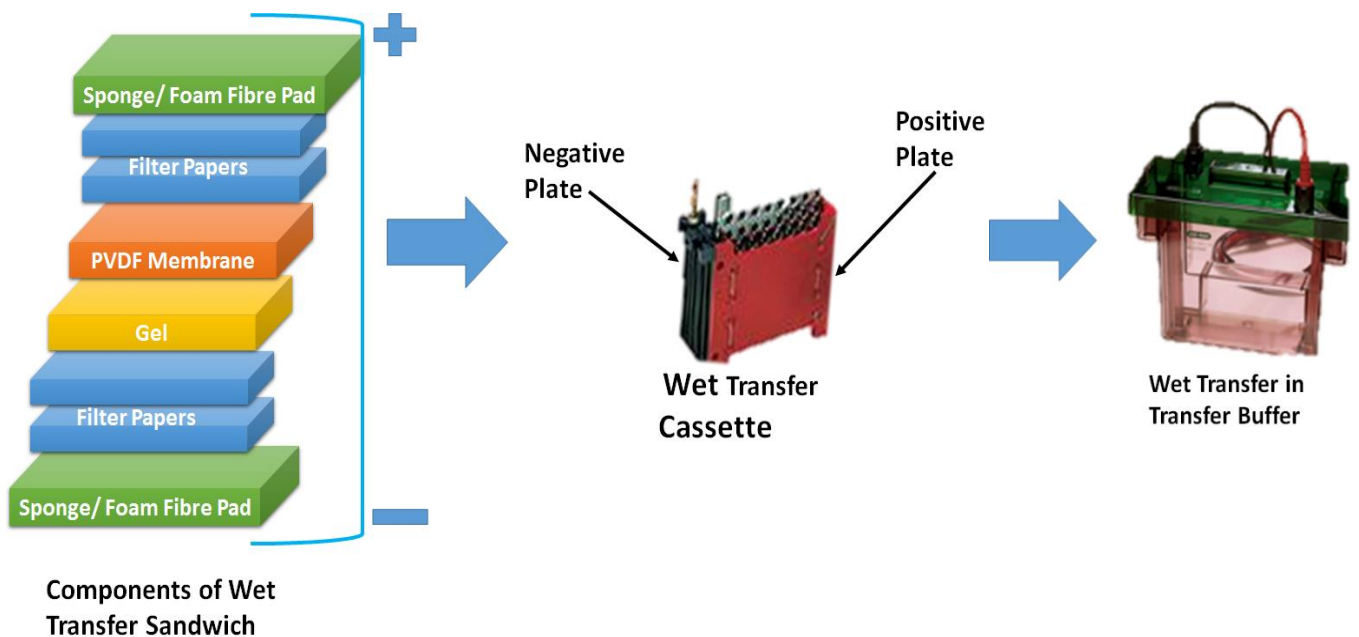 Sponge/ Foam Fibre Pad
Filter Papers
PVDF Membrane
Gel
Filter Papers
Sponge/ Foam Fibre Pad
Components of Wet
Transfer Sandwich
Negative
Plate
Positive
Plate
Wet Transfer
Cassette
Wet Transfer in
Transfer Buffer